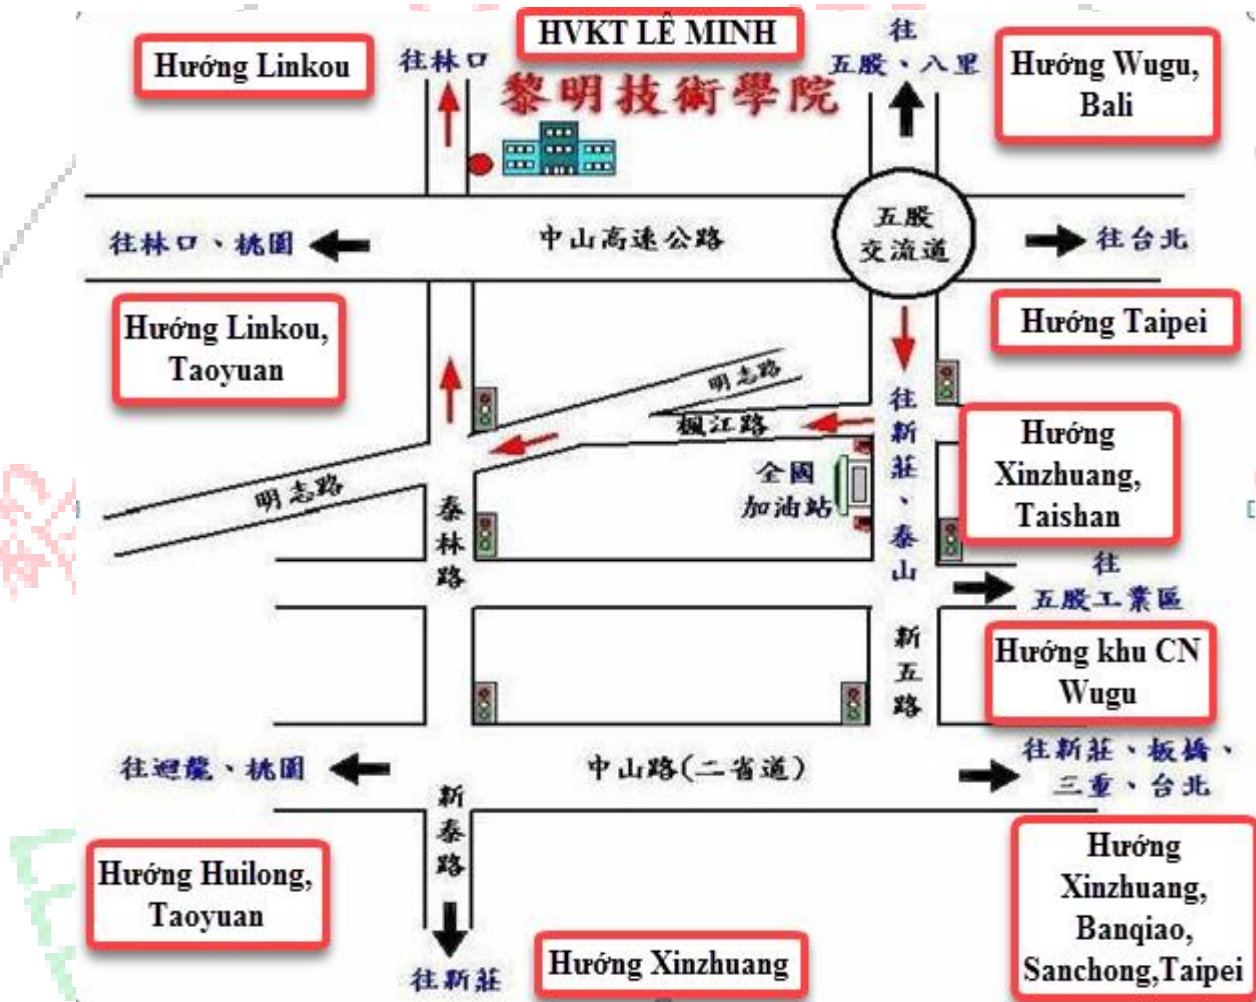 HVKT LÊ MINH
Hướng Linkou
往林口
黎明技術學院
往
五股、八里
Hướng Wugu,
Bali
往林口、桃園
中山高速公路
五股
交流道
往台北
Hướng Linkou,
Taoyuan
Hướng Taipei
明志路
楓江路
往新莊、泰山
Hướng
Xinzhuang,
Taishan
明志路
全國
加油站
泰林路
往
五股工業區
新五路
Hướng khu CN
Wugu
往迴龍、桃園
中山路(二省道)
往新莊、板橋、
三重、台北
新泰路
Hướng Huilong,
Taoyuan
Hướng
Xinzhuang,
Banqiao,
Sanchong,Taipei
往新莊
Hướng Xinzhuang